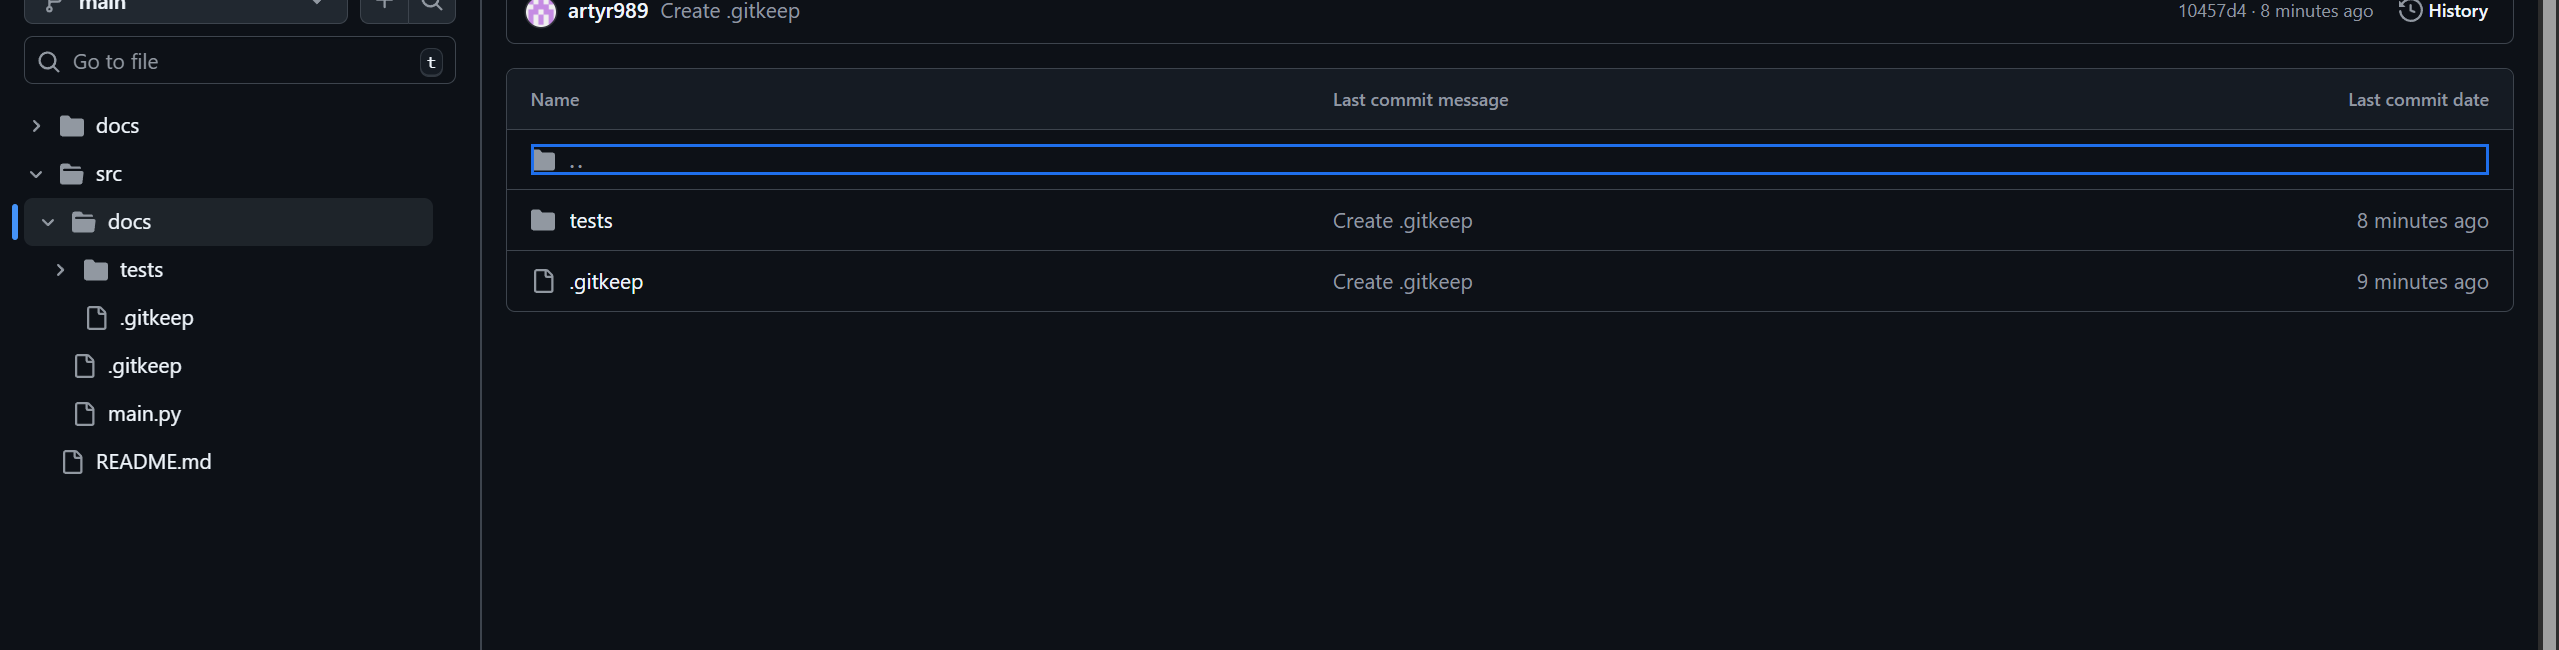 main
artyr989 Create .gitkeep 10457d4 · 8 minutes ago History
Go to file t
Name Last commit message Last commit date
docs
..
src
docs
tests Create .gitkeep 8 minutes ago
tests
.gitkeep Create .gitkeep 9 minutes ago
.gitkeep
.gitkeep
main.py
README.md